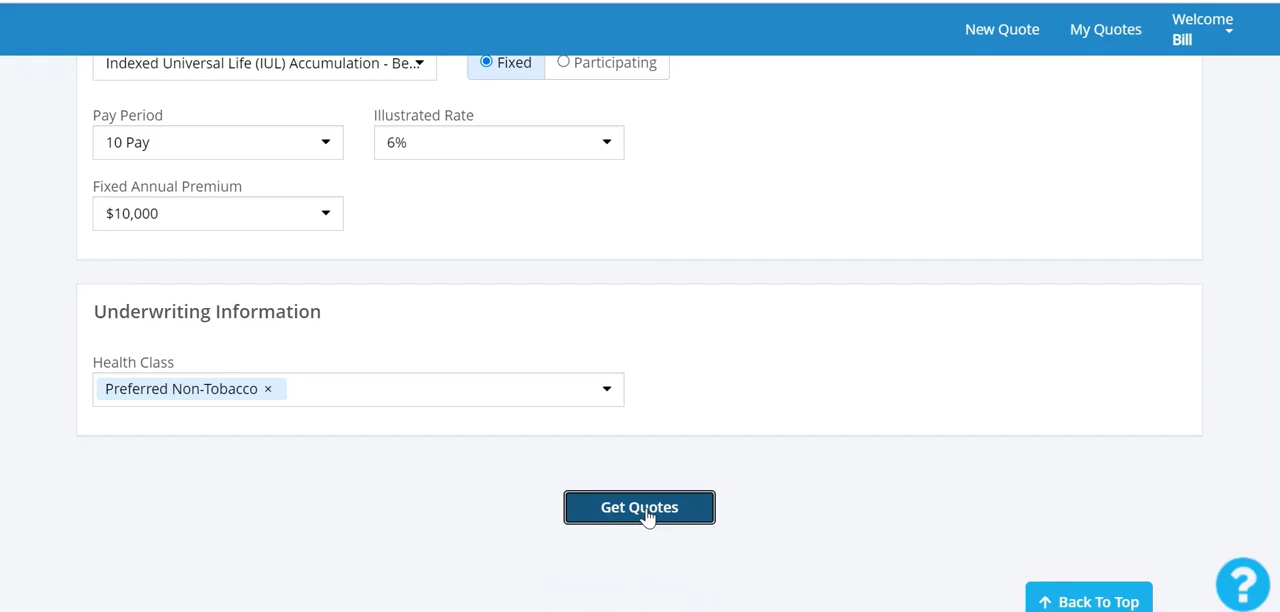 New Quote
My Quotes
Welcome
Bill
Indexed Universal Life (IUL) Accumulation - Be...
Fixed
Participating
Pay Period
Illustrated Rate
10 Pay
6%
Fixed Annual Premium
$10,000
Underwriting Information
Health Class
Preferred Non-Tobacco ×
Get Quotes
?
↑ Back To Top